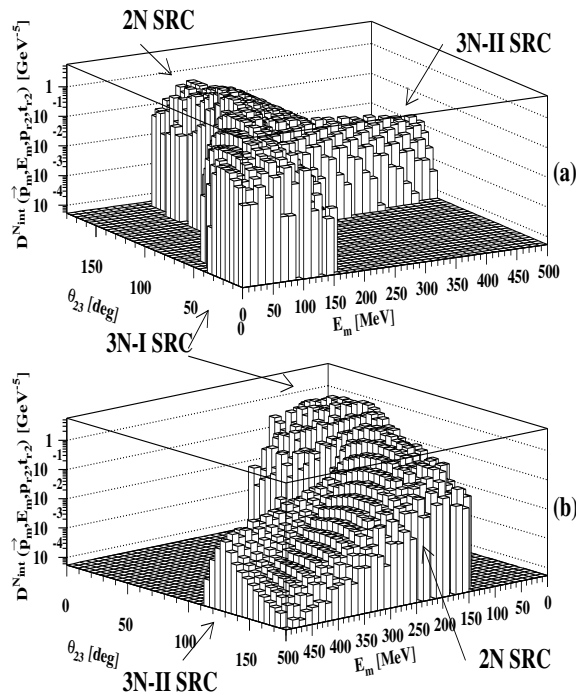 2N SRC
3N-II SRC
D^N_int(p⃗_m,E_m,p_r2,t_r2) [GeV^-5]
1
10^-1
10^-2
10^-3
10^-4
(a)
150
100
50
0
θ_23 [deg]
0 50 100 150 200 250 300 350 400 450 500
E_m [MeV]
3N-I SRC
D^N_int(p⃗_m,E_m,p_r2,t_r2) [GeV^-5]
1
10^-1
10^-2
10^-3
10^-4
(b)
0
50
100
150
θ_23 [deg]
500 450 400 350 300 250 200 150 100 50 0
E_m [MeV]
2N SRC
3N-II SRC